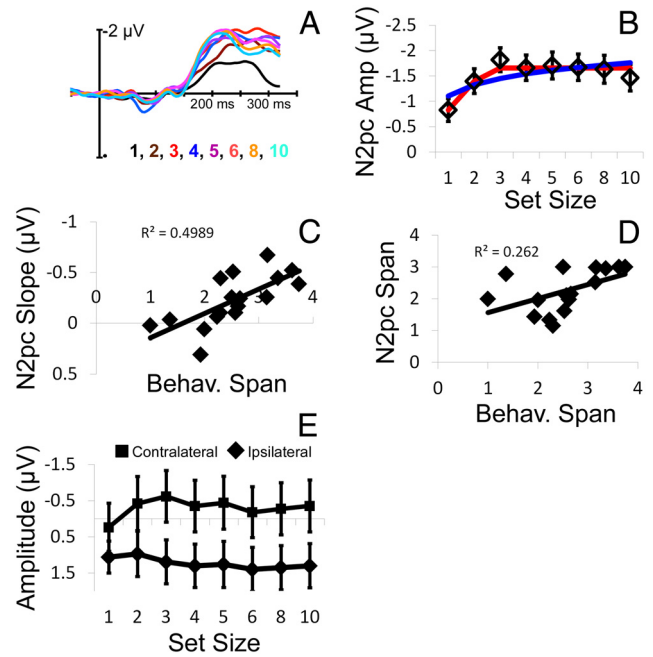 A
-2 µV
200 ms 300 ms
1, 2, 3, 4, 5, 6, 8, 10
B
N2pc Amp (µV)
-2.5
-2
-1.5
-1
-0.5
0
1 2 3 4 5 6 8 10
Set Size
C
R² = 0.4989
N2pc Slope (µV)
-1
-0.5
0
0.5
0 1 2 3 4
Behav. Span
D
R² = 0.262
N2pc Span
4
3
2
1
0
0 1 2 3 4
Behav. Span
E
Contralateral Ipsilateral
Amplitude (µV)
-1.5
-0.5
0.5
1.5
1 2 3 4 5 6 8 10
Set Size